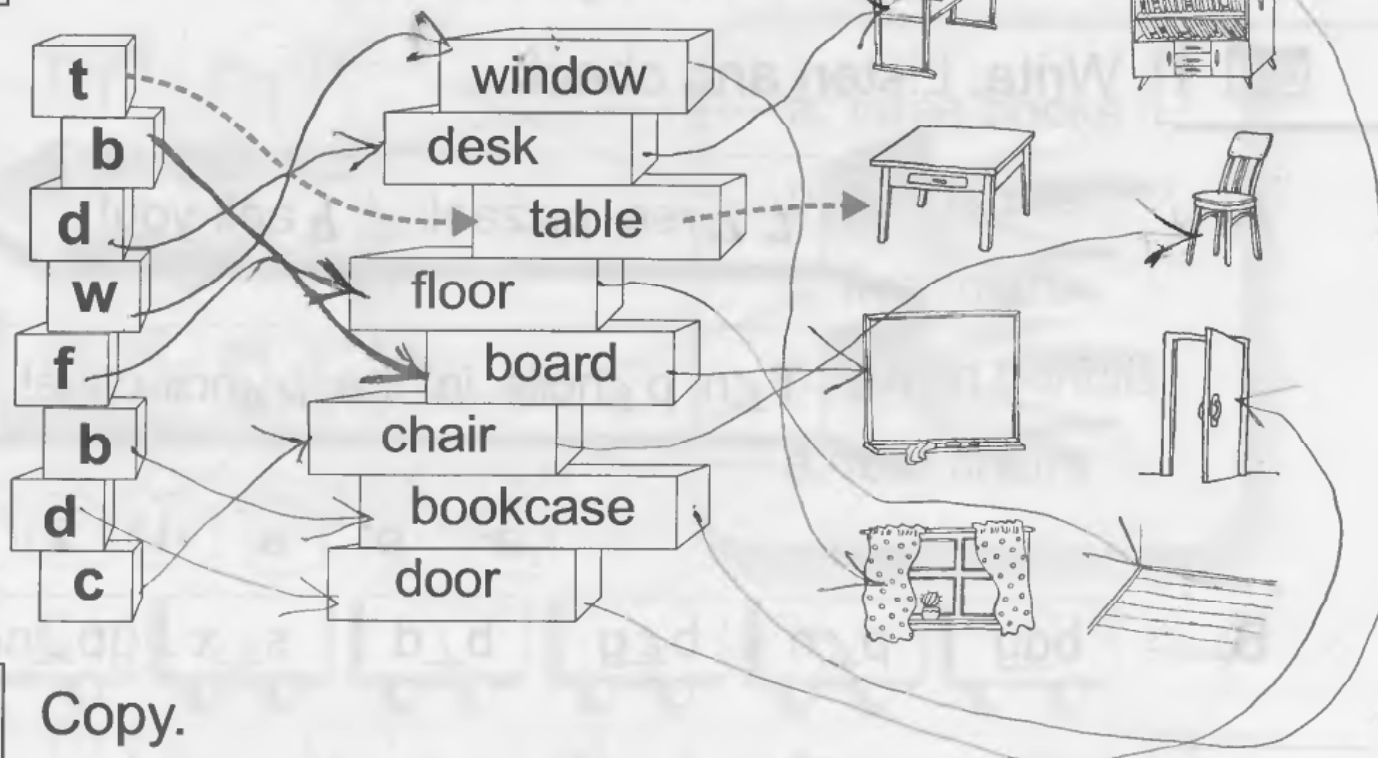 t window
b desk
d table
w floor
f board
b chair
d bookcase
c door
Copy.